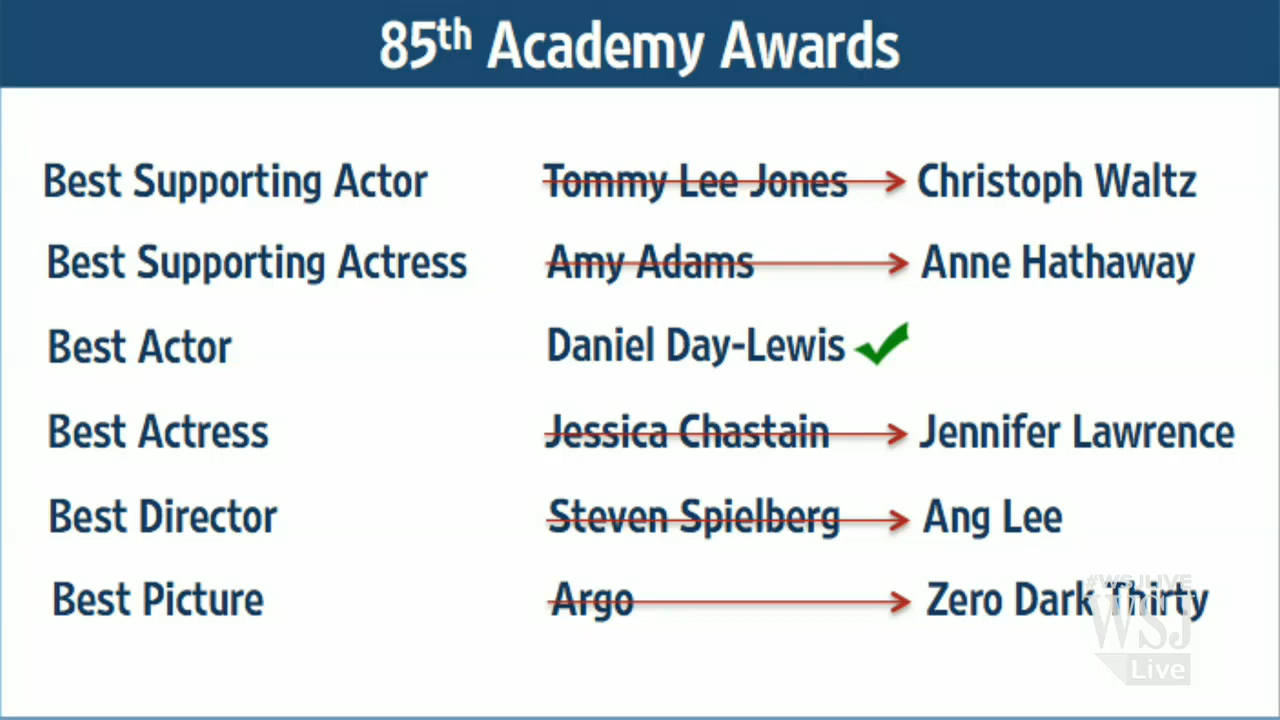 85th Academy Awards
Best Supporting Actor Tommy Lee Jones Christoph Waltz
Best Supporting Actress Amy Adams Anne Hathaway
Best Actor Daniel Day-Lewis
Best Actress Jessica Chastain Jennifer Lawrence
Best Director Steven Spielberg Ang Lee
#WSJLIVE
Best Picture Argo Zero Dark Thirty
WSJ
Live